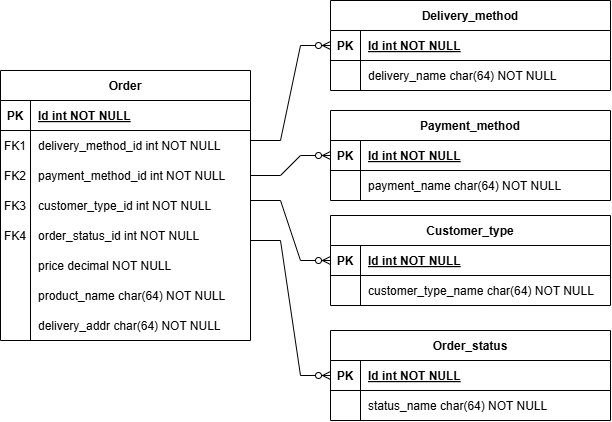 Order
PK Id int NOT NULL
FK1 delivery_method_id int NOT NULL
FK2 payment_method_id int NOT NULL
FK3 customer_type_id int NOT NULL
FK4 order_status_id int NOT NULL
price decimal NOT NULL
product_name char(64) NOT NULL
delivery_addr char(64) NOT NULL
Delivery_method
PK Id int NOT NULL
delivery_name char(64) NOT NULL
Payment_method
PK Id int NOT NULL
payment_name char(64) NOT NULL
Customer_type
PK Id int NOT NULL
customer_type_name char(64) NOT NULL
Order_status
PK Id int NOT NULL
status_name char(64) NOT NULL